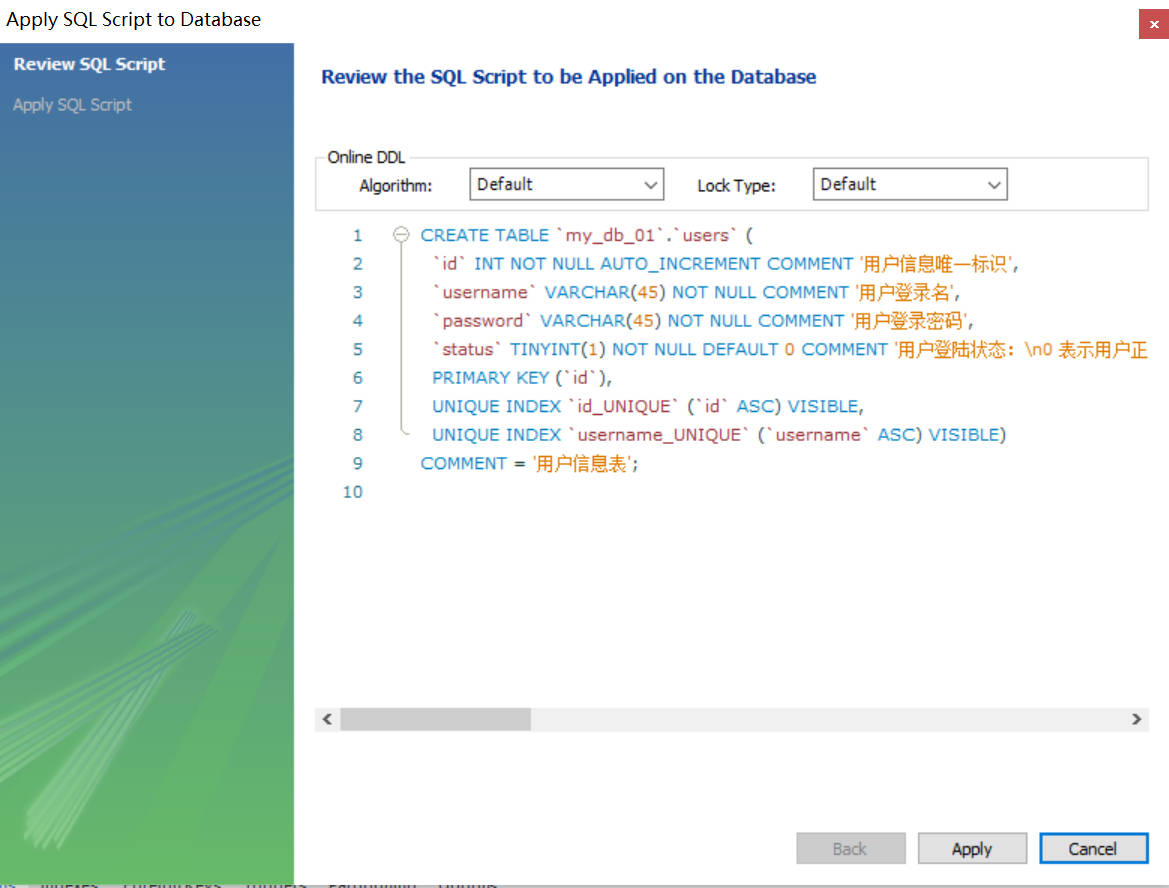 Apply SQL Script to Database
Review SQL Script
Apply SQL Script
Review the SQL Script to be Applied on the Database
Online DDL
Algorithm: Default Lock Type: Default
1 CREATE TABLE `my_db_01`.`users` (
2 `id` INT NOT NULL AUTO_INCREMENT COMMENT '用户信息唯一标识',
3 `username` VARCHAR(45) NOT NULL COMMENT '用户登录名',
4 `password` VARCHAR(45) NOT NULL COMMENT '用户登录密码',
5 `status` TINYINT(1) NOT NULL DEFAULT 0 COMMENT '用户登陆状态：\n0 表示用户正
6 PRIMARY KEY (`id`),
7 UNIQUE INDEX `id_UNIQUE` (`id` ASC) VISIBLE,
8 UNIQUE INDEX `username_UNIQUE` (`username` ASC) VISIBLE)
9 COMMENT = '用户信息表';
10
Back Apply Cancel